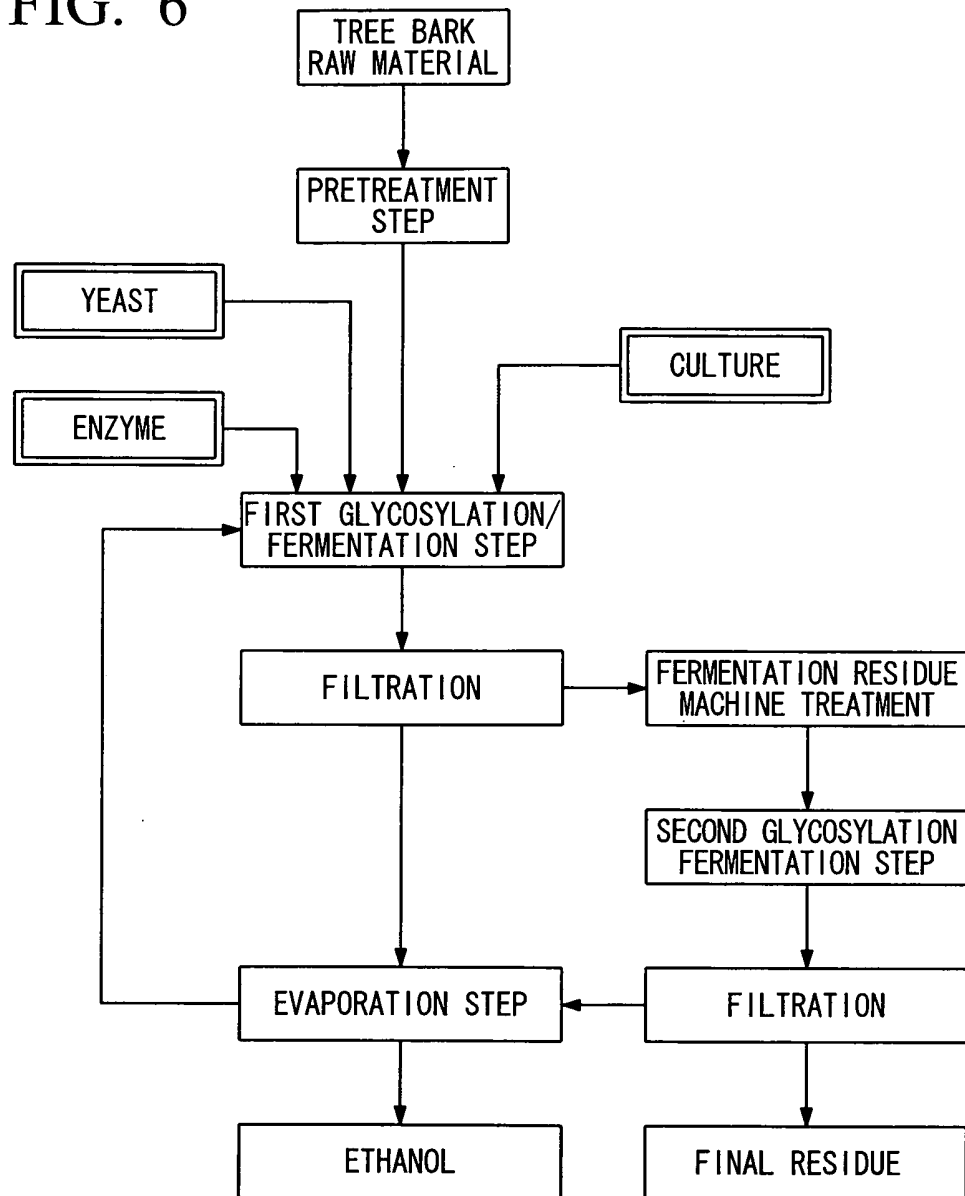 FIG. 6
TREE BARK
RAW MATERIAL
PRETREATMENT
STEP
YEAST
CULTURE
ENZYME
FIRST GLYCOSYLATION/
FERMENTATION STEP
FILTRATION
FERMENTATION RESIDUE
MACHINE TREATMENT
SECOND GLYCOSYLATION
FERMENTATION STEP
EVAPORATION STEP
FILTRATION
ETHANOL
FINAL RESIDUE